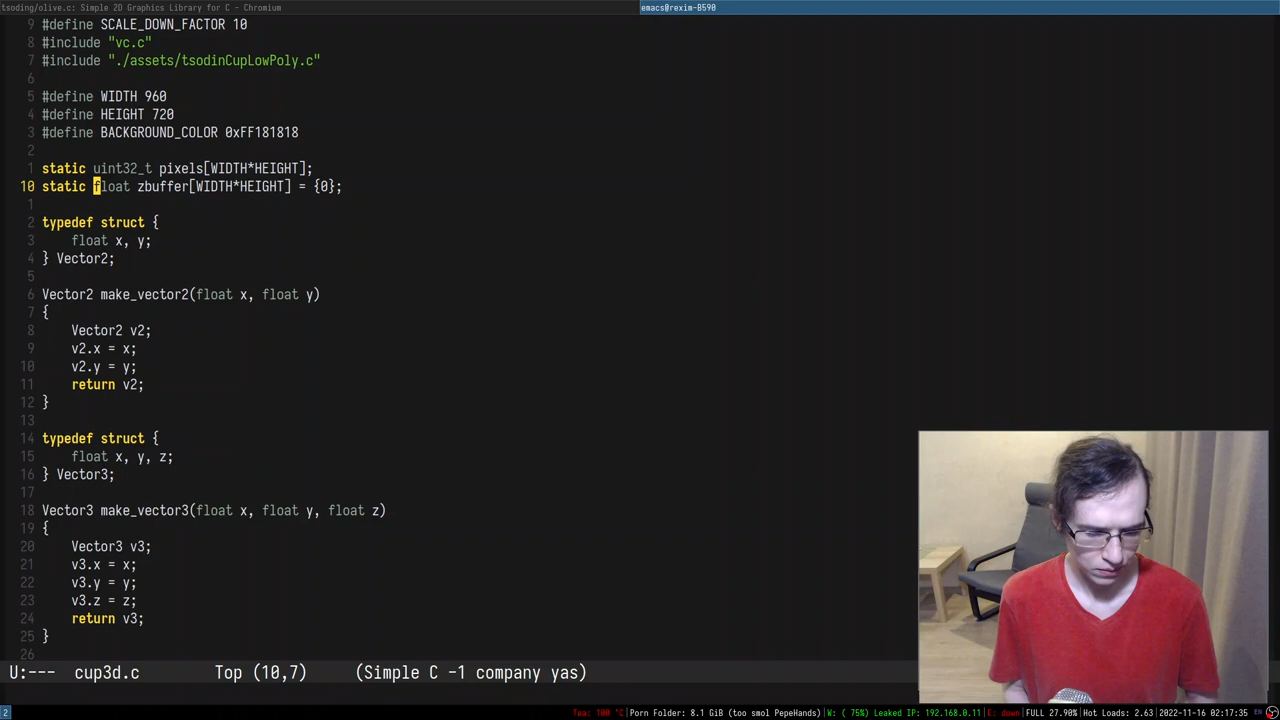 tsoding/olive.c: Simple 2D Graphics Library for C - Chromium
emacs@rexim-B590
9 #define SCALE_DOWN_FACTOR 10
8 #include "vc.c"
7 #include "./assets/tsodinCupLowPoly.c"
6
5 #define WIDTH 960
4 #define HEIGHT 720
3 #define BACKGROUND_COLOR 0xFF181818
2
1 static uint32_t pixels[WIDTH*HEIGHT];
10 static float zbuffer[WIDTH*HEIGHT] = {0};
1
2 typedef struct {
3     float x, y;
4 } Vector2;
5
6 Vector2 make_vector2(float x, float y)
7 {
8     Vector2 v2;
9     v2.x = x;
10     v2.y = y;
11     return v2;
12 }
13
14 typedef struct {
15     float x, y, z;
16 } Vector3;
17
18 Vector3 make_vector3(float x, float y, float z)
19 {
20     Vector3 v3;
21     v3.x = x;
22     v3.y = y;
23     v3.z = z;
24     return v3;
25 }
26
U:--- cup3d.c Top (10,7) (Simple C -1 company yas)
2 Tea: 100 °C|Porn Folder: 8.1 GiB (too smol PepeHands)|W: ( 75%) Leaked IP: 192.168.0.11|E: down|FULL 27.90%|Hot Loads: 2.63|2022-11-16 02:17:35 EN